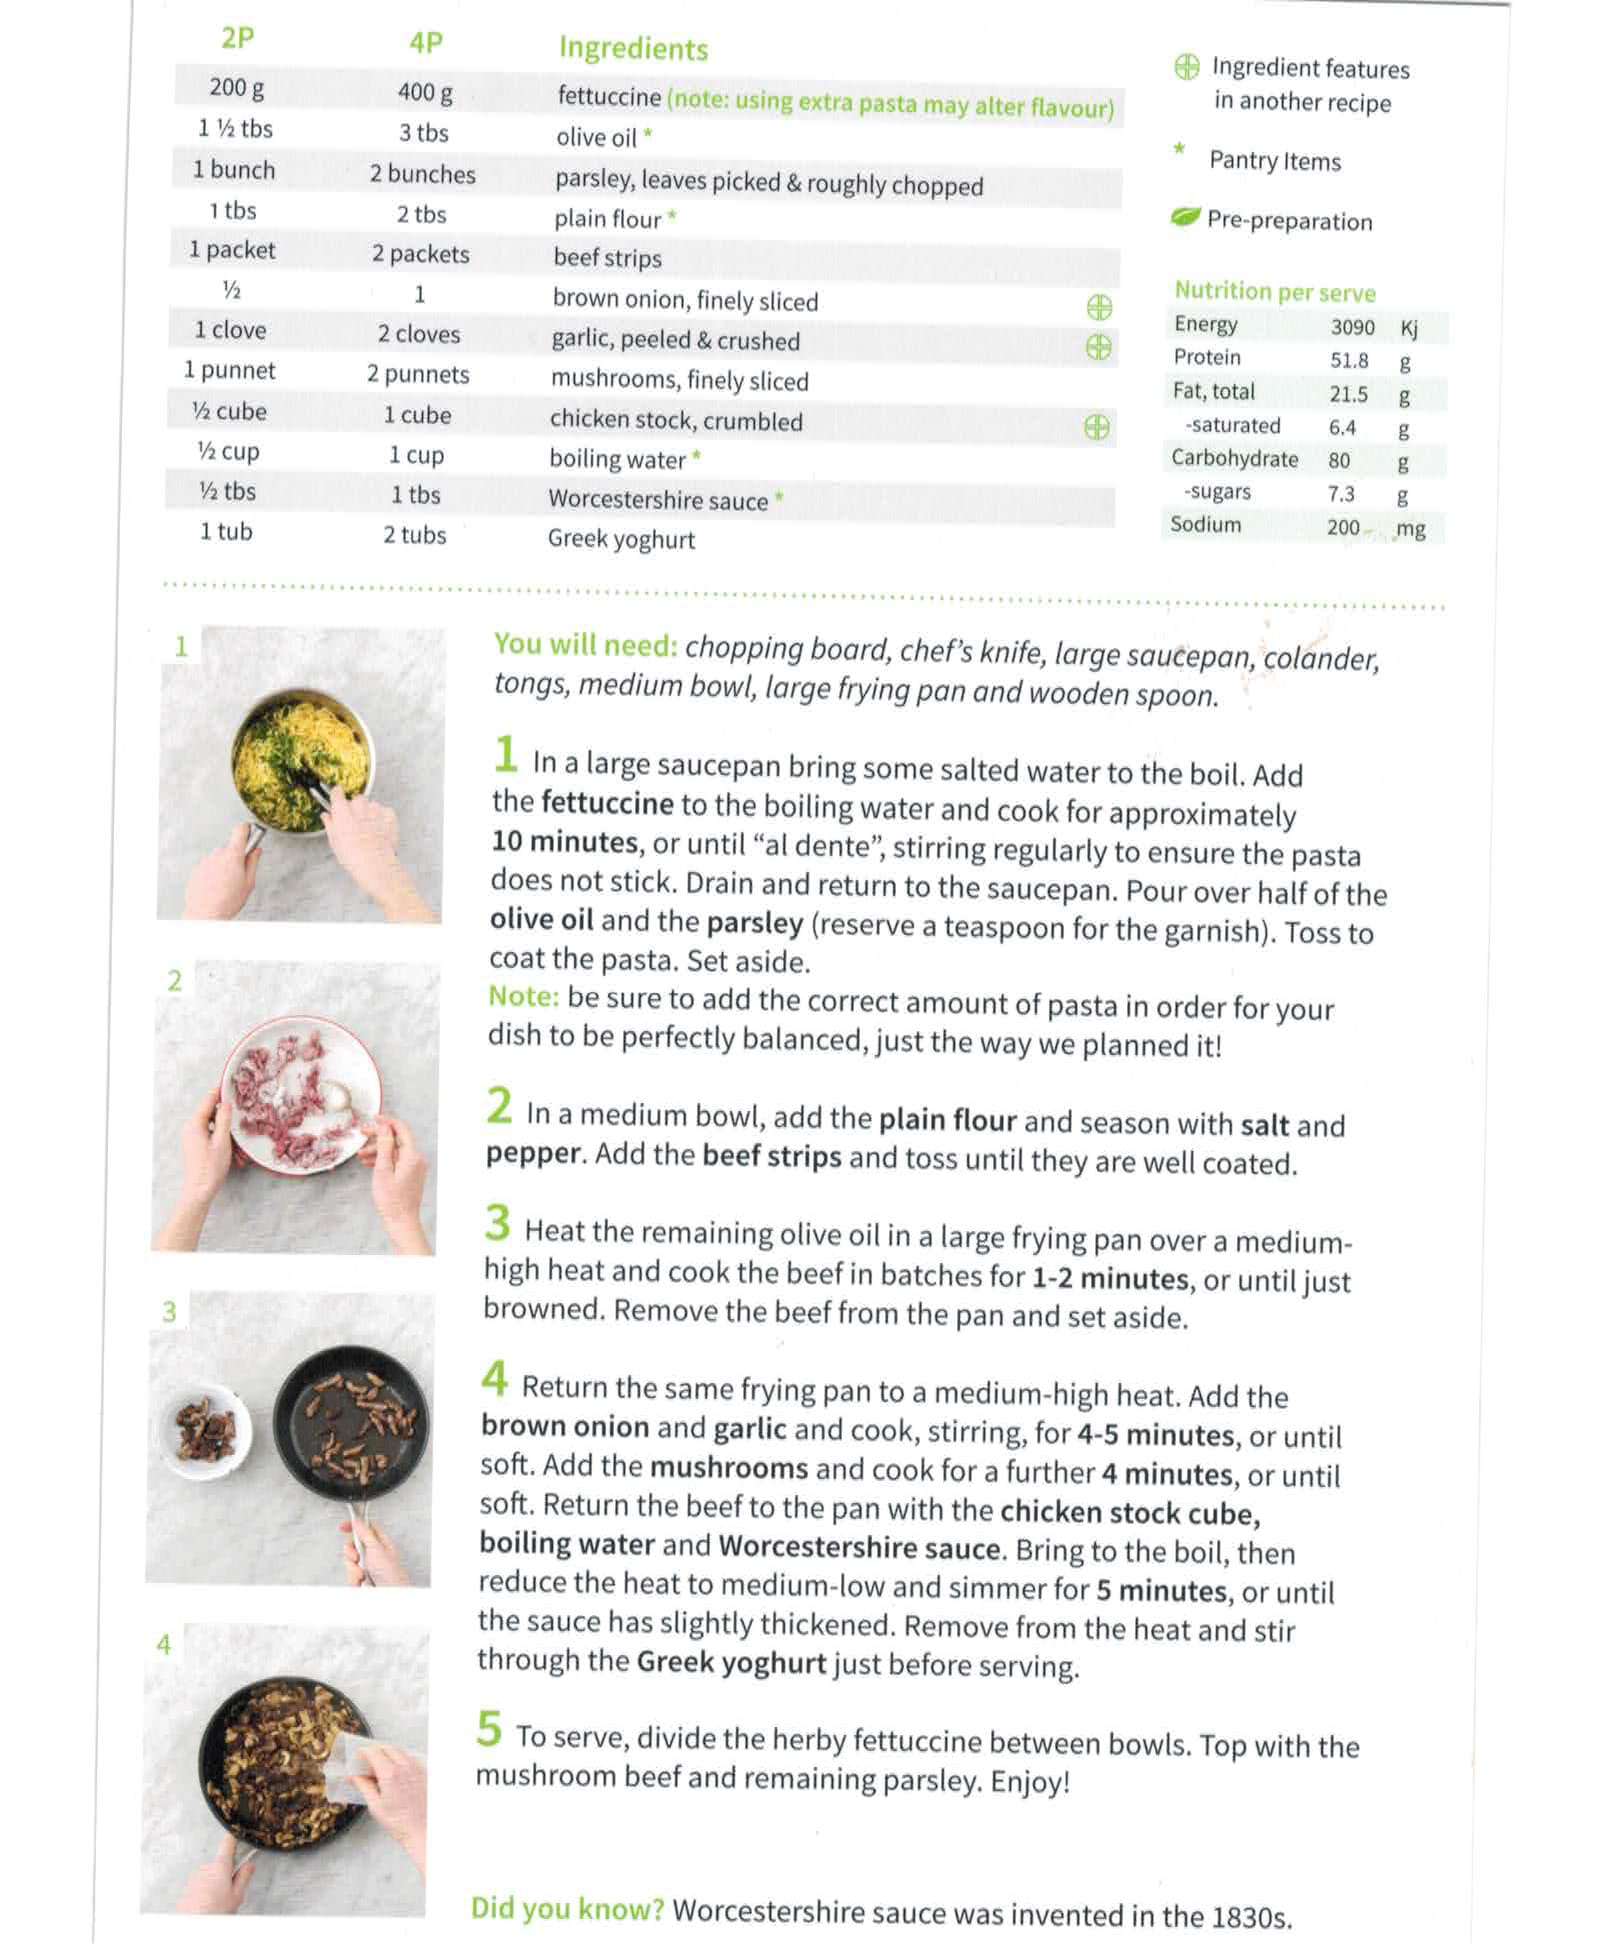 2P 4P Ingredients
200 g 400 g fettuccine (note: using extra pasta may alter flavour)
1 ½ tbs 3 tbs olive oil *
1 bunch 2 bunches parsley, leaves picked & roughly chopped
1 tbs 2 tbs plain flour *
1 packet 2 packets beef strips
½ 1 brown onion, finely sliced
1 clove 2 cloves garlic, peeled & crushed
1 punnet 2 punnets mushrooms, finely sliced
½ cube 1 cube chicken stock, crumbled
½ cup 1 cup boiling water *
½ tbs 1 tbs Worcestershire sauce *
1 tub 2 tubs Greek yoghurt
Ingredient features
in another recipe
* Pantry Items
Pre-preparation
Nutrition per serve
Energy 3090 Kj
Protein 51.8 g
Fat, total 21.5 g
-saturated 6.4 g
Carbohydrate 80 g
-sugars 7.3 g
Sodium 200 mg
1
2
3
4
You will need: chopping board, chef's knife, large saucepan, colander,
tongs, medium bowl, large frying pan and wooden spoon.
1 In a large saucepan bring some salted water to the boil. Add
the fettuccine to the boiling water and cook for approximately
10 minutes, or until “al dente”, stirring regularly to ensure the pasta
does not stick. Drain and return to the saucepan. Pour over half of the
olive oil and the parsley (reserve a teaspoon for the garnish). Toss to
coat the pasta. Set aside.
Note: be sure to add the correct amount of pasta in order for your
dish to be perfectly balanced, just the way we planned it!
2 In a medium bowl, add the plain flour and season with salt and
pepper. Add the beef strips and toss until they are well coated.
3 Heat the remaining olive oil in a large frying pan over a medium-
high heat and cook the beef in batches for 1-2 minutes, or until just
browned. Remove the beef from the pan and set aside.
4 Return the same frying pan to a medium-high heat. Add the
brown onion and garlic and cook, stirring, for 4-5 minutes, or until
soft. Add the mushrooms and cook for a further 4 minutes, or until
soft. Return the beef to the pan with the chicken stock cube,
boiling water and Worcestershire sauce. Bring to the boil, then
reduce the heat to medium-low and simmer for 5 minutes, or until
the sauce has slightly thickened. Remove from the heat and stir
through the Greek yoghurt just before serving.
5 To serve, divide the herby fettuccine between bowls. Top with the
mushroom beef and remaining parsley. Enjoy!
Did you know? Worcestershire sauce was invented in the 1830s.